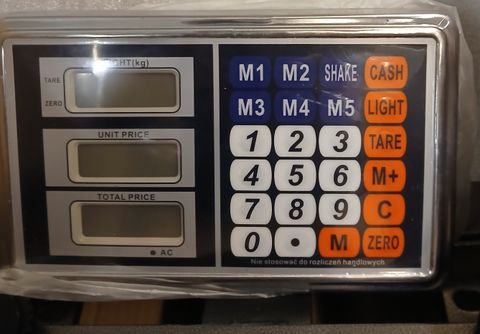 WEIGHT(kg)
TARE
ZERO
UNIT PRICE
TOTAL PRICE
AC
M1 M2 SHAKE CASH
M3 M4 M5 LIGHT
1 2 3 TARE
4 5 6 M+
7 8 9 C
0 • M ZERO
Nie stosować do rozliczeń handlowych.